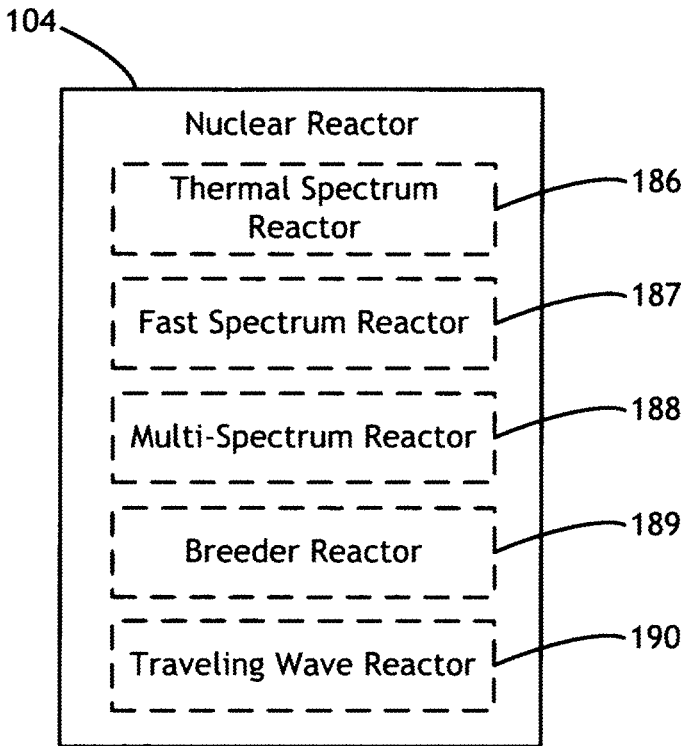 104
Nuclear Reactor
Thermal Spectrum
Reactor
186
Fast Spectrum Reactor
187
Multi-Spectrum Reactor
188
Breeder Reactor
189
Traveling Wave Reactor
190